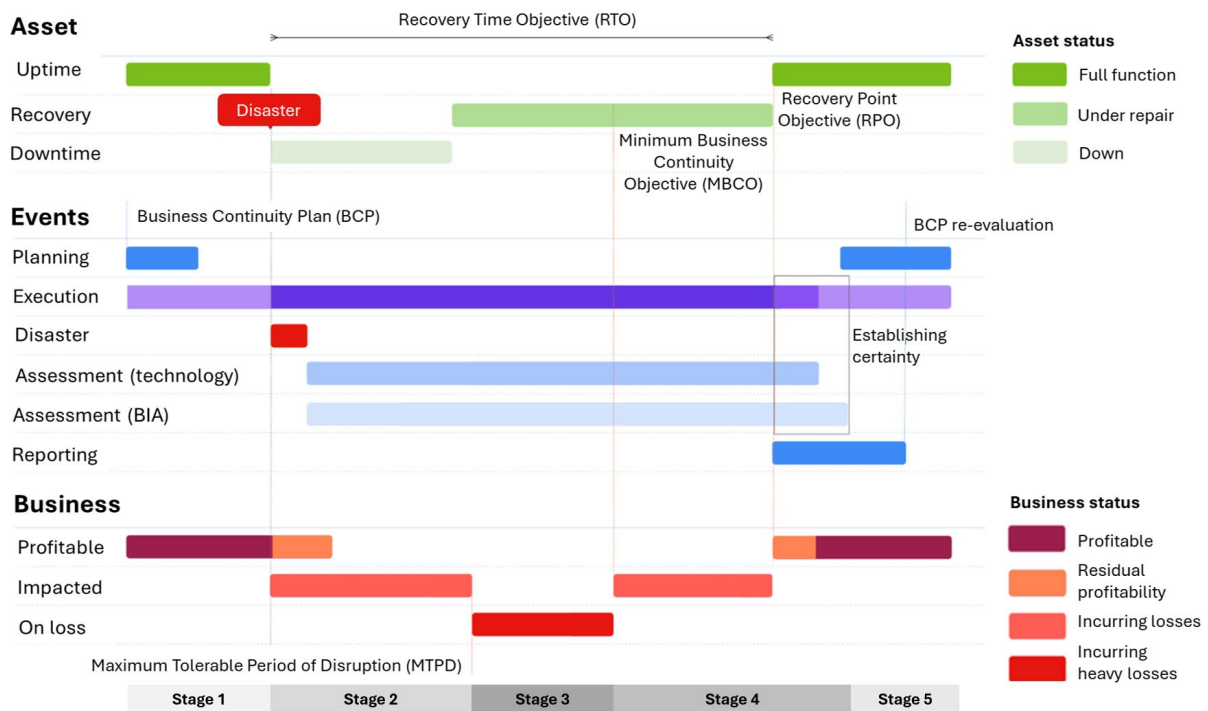 Recovery Time Objective (RTO)
Asset
Asset status
Uptime
Full function
Recovery
Disaster
Recovery Point
Objective (RPO)
Under repair
Downtime
Minimum Business
Continuity
Objective (MBCO)
Down
Events
Business Continuity Plan (BCP)
BCP re-evaluation
Planning
Execution
Disaster
Establishing
certainty
Assessment (technology)
Assessment (BIA)
Reporting
Business
Business status
Profitable
Profitable
Impacted
Residual
profitability
On loss
Incurring losses
Incurring
heavy losses
Maximum Tolerable Period of Disruption (MTPD)
Stage 1
Stage 2
Stage 3
Stage 4
Stage 5